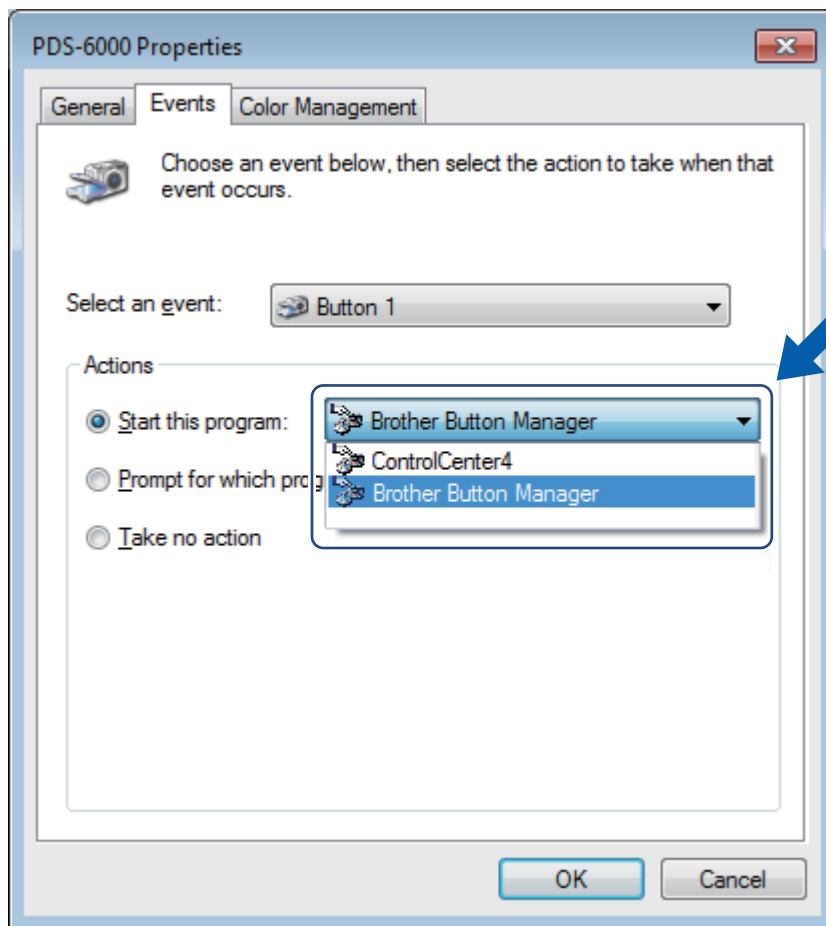 PDS-6000 Properties
General Events Color Management
Choose an event below, then select the action to take when that
event occurs.
Select an event: Button 1
Actions
Start this program: Brother Button Manager
ControlCenter4
Prompt for which prog
Brother Button Manager
Take no action
OK Cancel